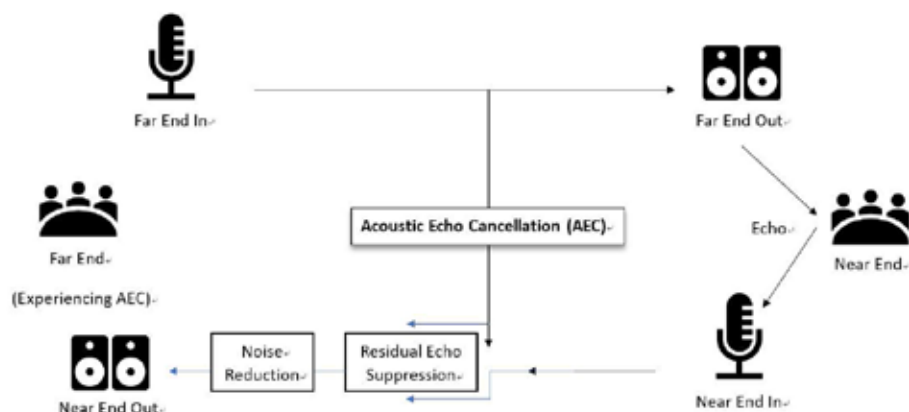 Far End In
Far End Out
Acoustic Echo Cancellation (AEC)
Echo
Near End
Far End
(Experiencing AEC)
Noise
Reduction
Residual Echo
Suppression
Near End Out
Near End In